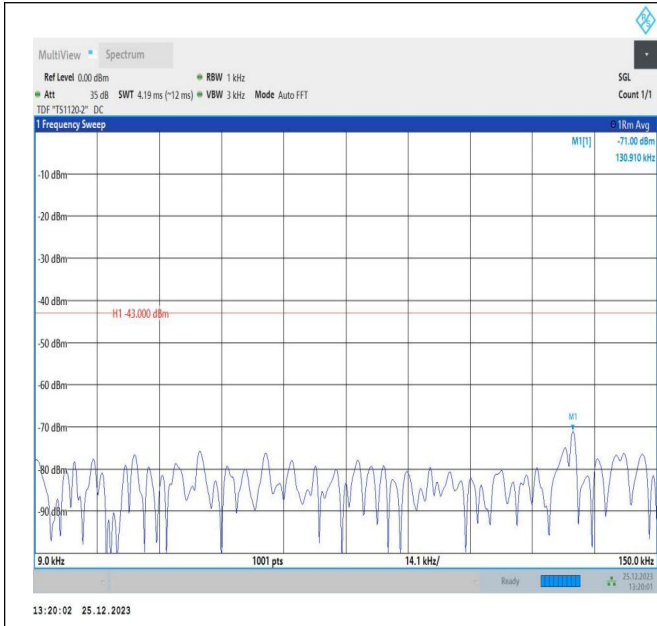 MultiView Spectrum
Ref Level 0.00 dBm RBW 1 kHz SGL
Att 35 dB SWT 4.19 ms (~12 ms) VBW 3 kHz Mode Auto FFT Count 1/1
TDF "TS1120-2" DC
1 Frequency Sweep 1Rm Avg
M1[1] -71.00 dBm
130.910 kHz
-10 dBm
-20 dBm
-30 dBm
-40 dBm
H1 -43.000 dBm
-50 dBm
-60 dBm
-70 dBm
M1
-80 dBm
-90 dBm
9.0 kHz 1001 pts 14.1 kHz/ 150.0 kHz
Ready 25.12.2023
13:20:01
13:20:02 25.12.2023